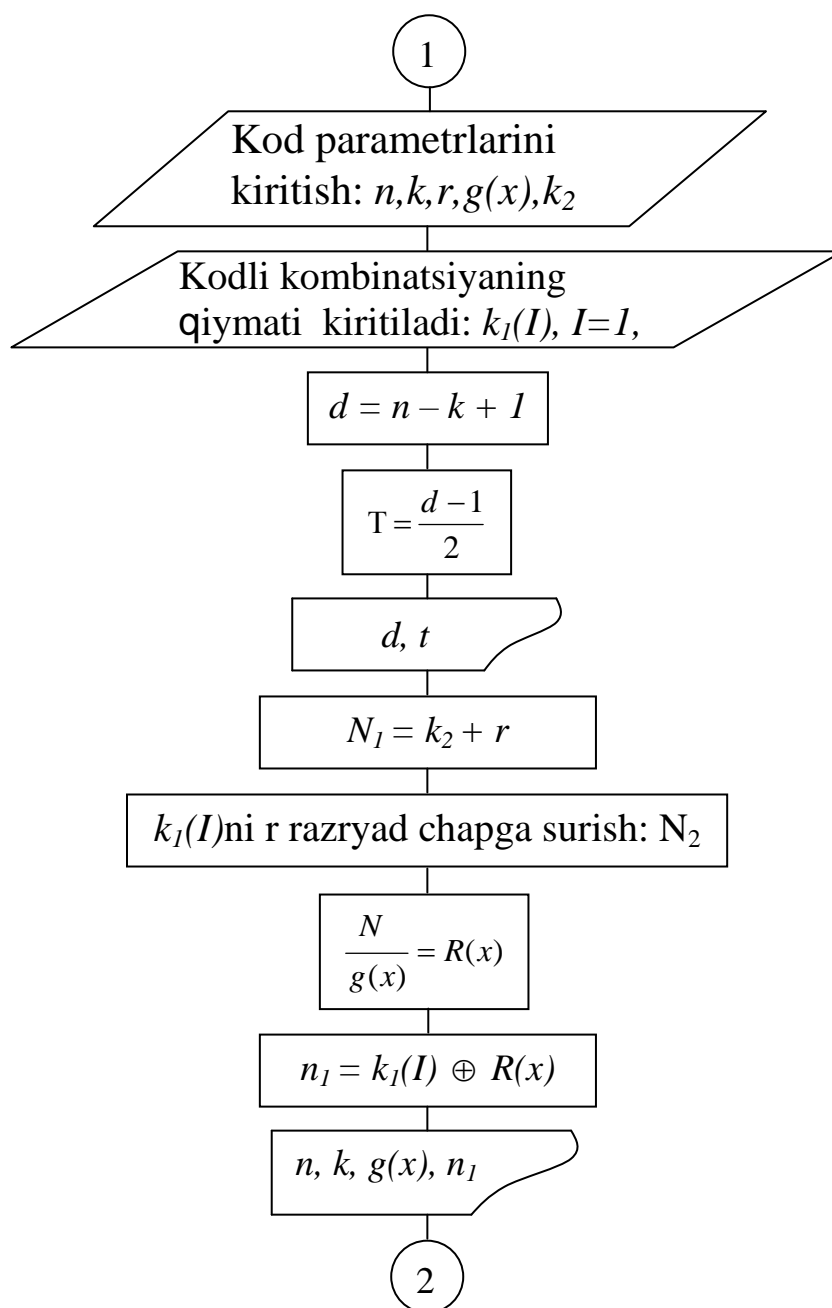 1
Kod parametrlarini
kiritish: n,k,r,g(x),k₂
Kodli kombinatsiyaning
qiymati kiritiladi: k₁(I), I=1,
d = n – k + 1
T = (d − 1)/2
d, t
N₁ = k₂ + r
k₁(I)ni r razryad chapga surish: N₂
N/g(x) = R(x)
n₁ = k₁(I) ⊕ R(x)
n, k, g(x), n₁
2